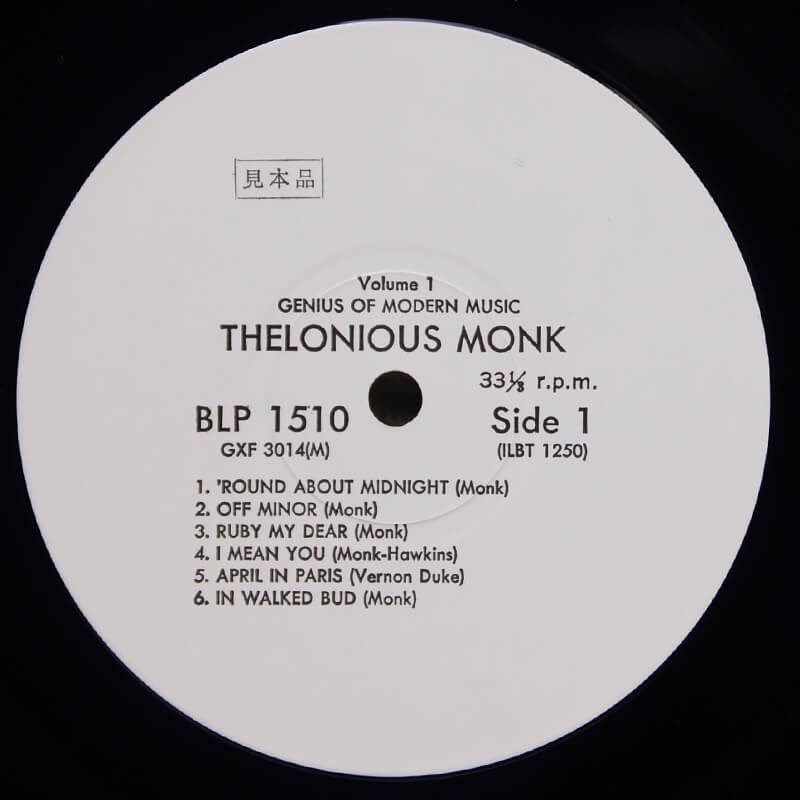 見本品
Volume 1
GENIUS OF MODERN MUSIC
THELONIOUS MONK
33⅓ r.p.m.
BLP 1510 Side 1
GXF 3014(M) (ILBT 1250)
1. 'ROUND ABOUT MIDNIGHT (Monk)
2. OFF MINOR (Monk)
3. RUBY MY DEAR (Monk)
4. I MEAN YOU (Monk-Hawkins)
5. APRIL IN PARIS (Vernon Duke)
6. IN WALKED BUD (Monk)